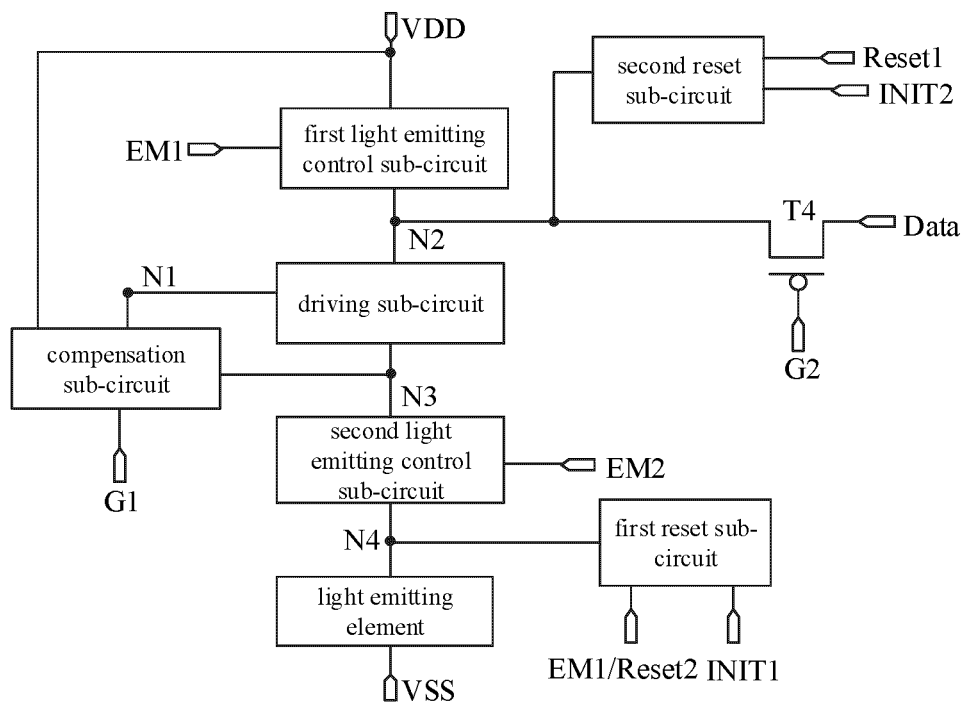 VDD
second reset
sub-circuit
Reset1
INIT2
first light emitting
control sub-circuit
EM1
T4
Data
N2
N1
driving sub-circuit
compensation
sub-circuit
G2
N3
second light
emitting control
sub-circuit
EM2
G1
first reset sub-
circuit
N4
light emitting
element
EM1/Reset2
INIT1
VSS